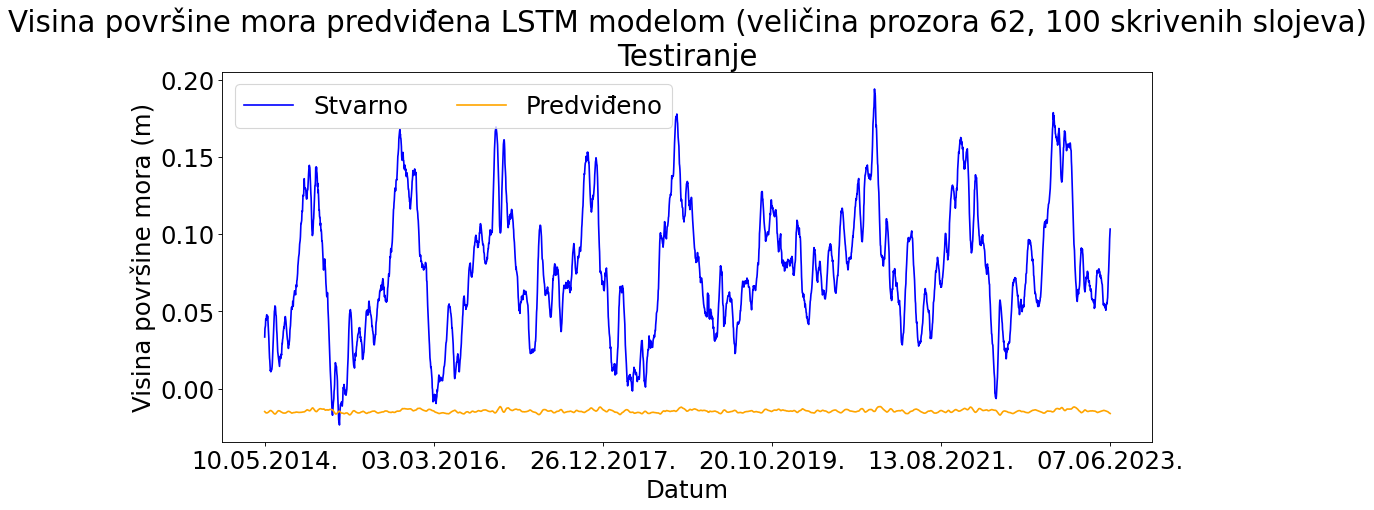 Visina površine mora predviđena LSTM modelom (veličina prozora 62, 100 skrivenih slojeva)
Testiranje
Stvarno Predviđeno
Visina površine mora (m)
0.20
0.15
0.10
0.05
0.00
10.05.2014. 03.03.2016. 26.12.2017. 20.10.2019. 13.08.2021. 07.06.2023.
Datum